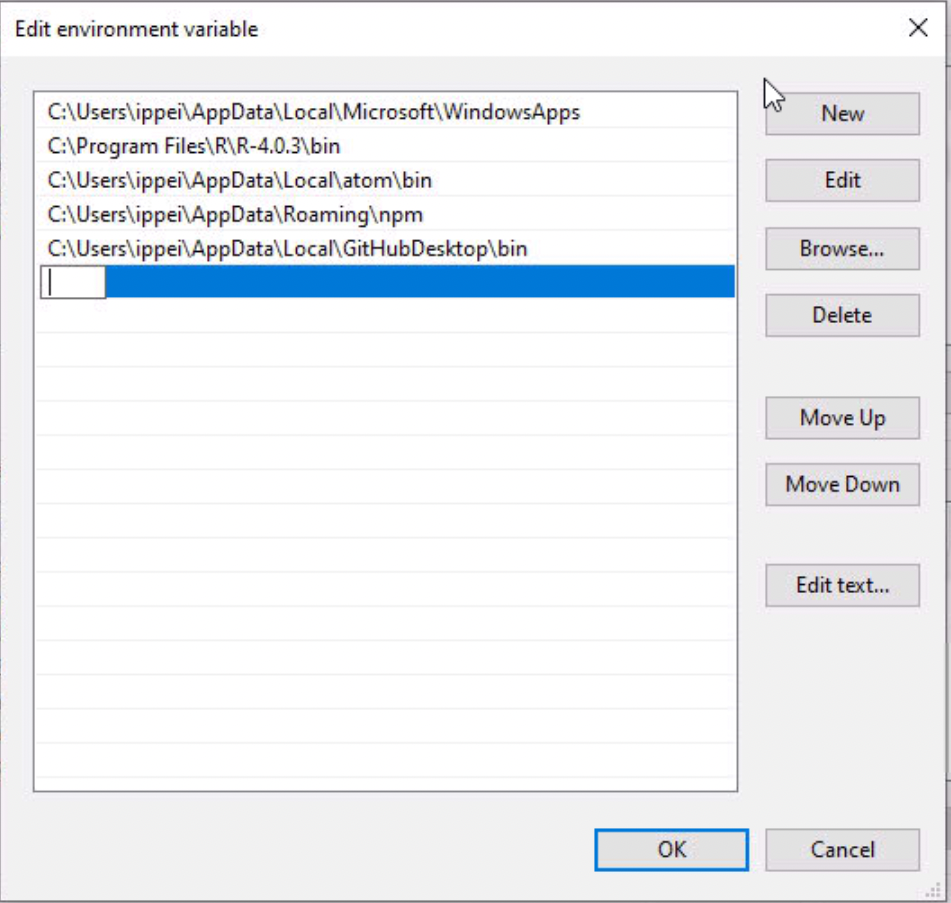 Edit environment variable
C:\Users\ippei\AppData\Local\Microsoft\WindowsApps
C:\Program Files\R\R-4.0.3\bin
C:\Users\ippei\AppData\Local\atom\bin
C:\Users\ippei\AppData\Roaming\npm
C:\Users\ippei\AppData\Local\GitHubDesktop\bin
New
Edit
Browse...
Delete
Move Up
Move Down
Edit text...
OK
Cancel